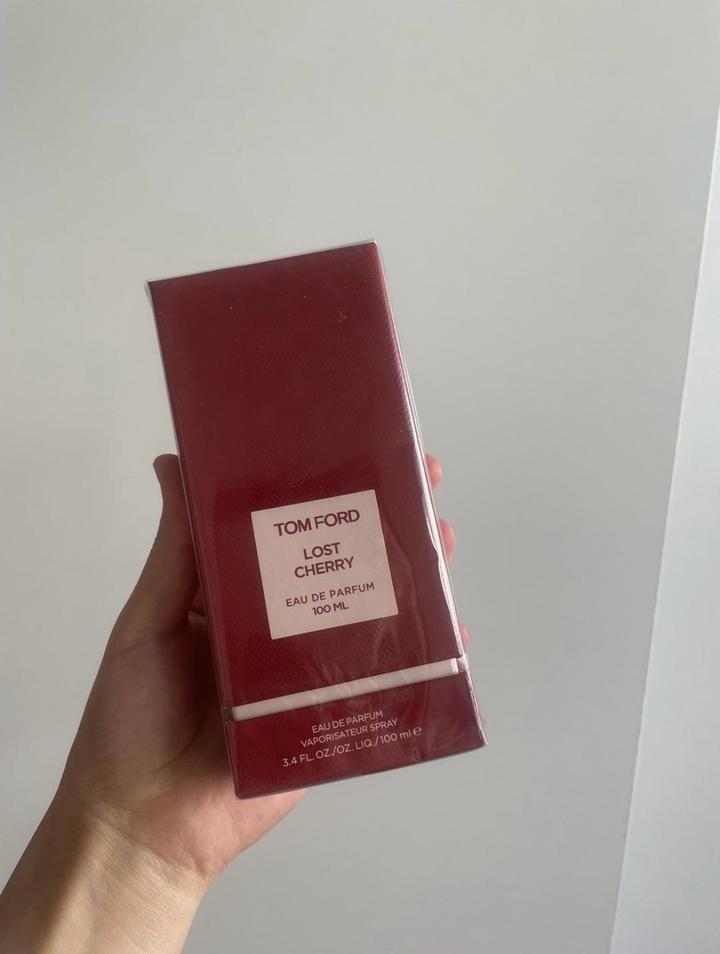 TOM FORD
LOST
CHERRY
EAU DE PARFUM
100 ML
EAU DE PARFUM
VAPORISATEUR SPRAY
3.4 FL. OZ./OZ. LIQ./100 ml ℮